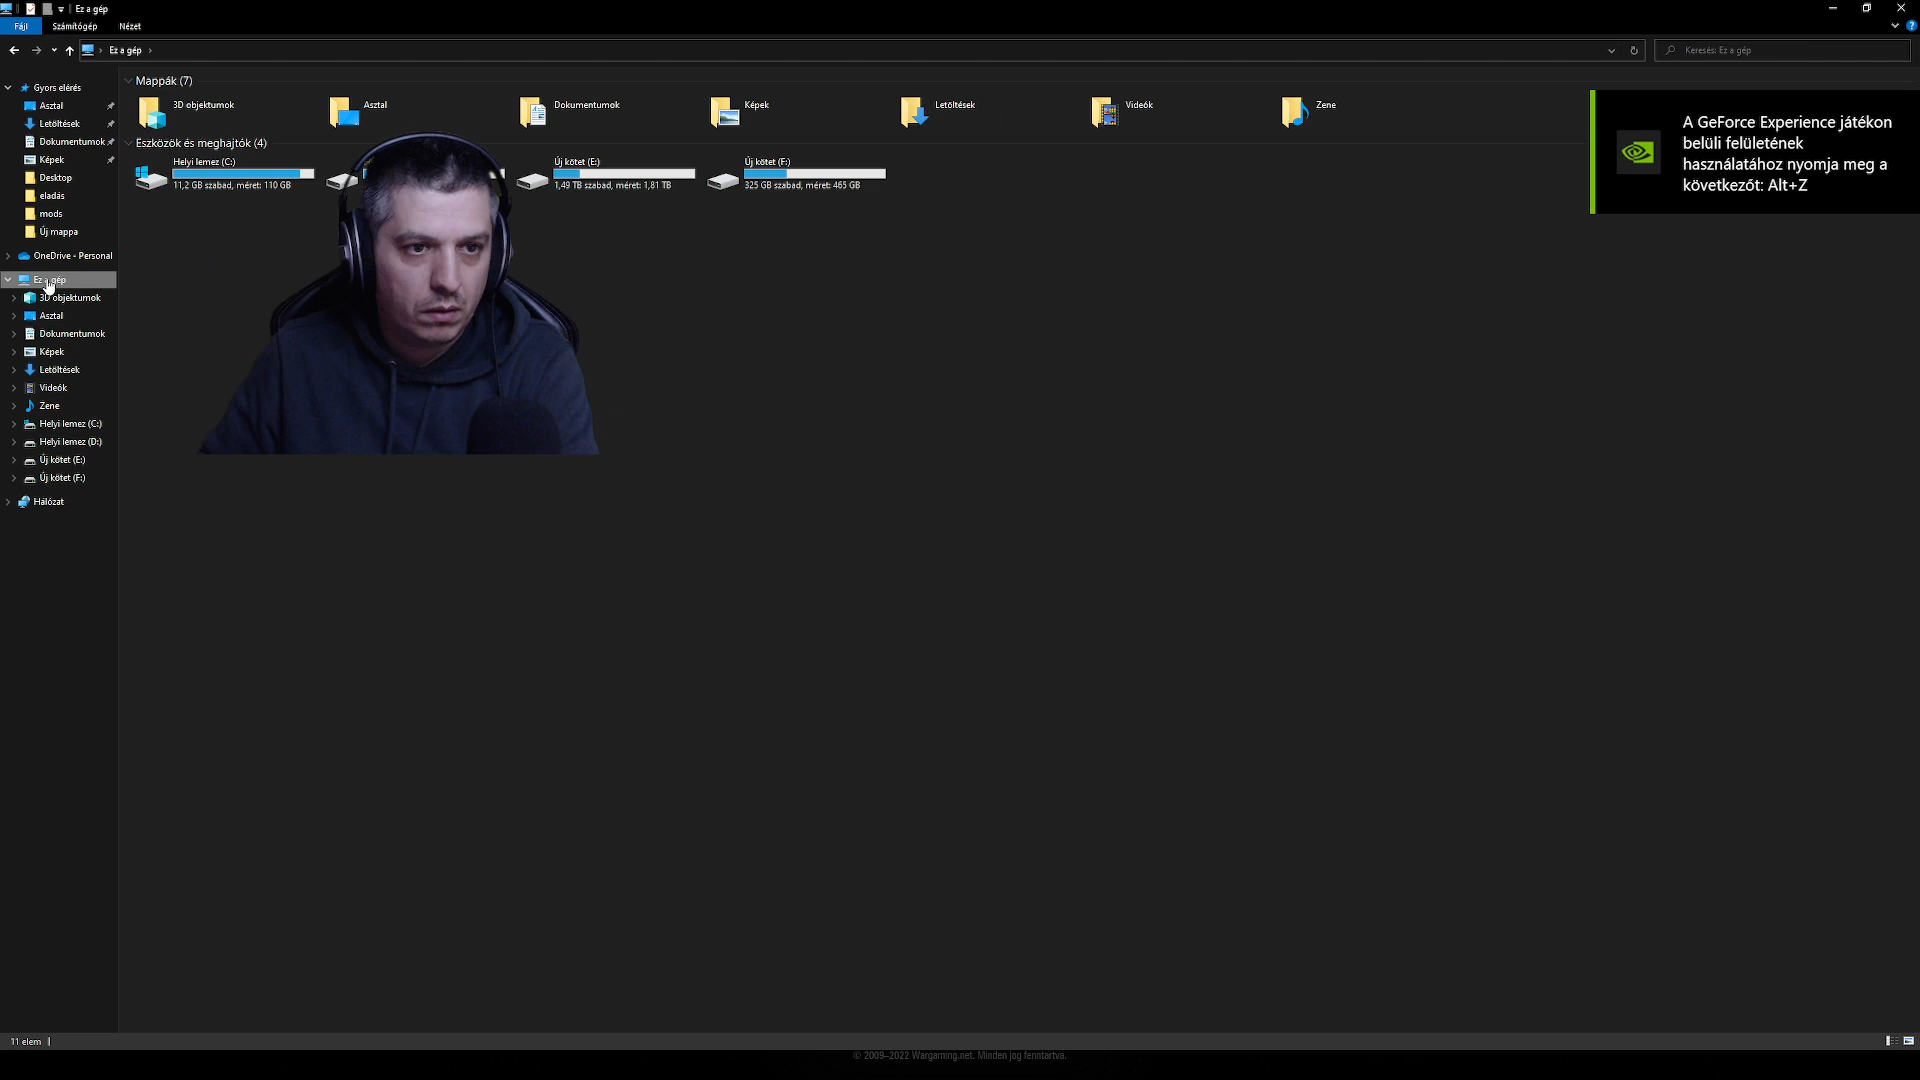 Ez a gép
Fájl
Számítógép
Nézet
Ez a gép
Keresés: Ez a gép
Gyors elérés
Asztal
Letöltések
Dokumentumok
Képek
Desktop
eladás
mods
Új mappa
OneDrive - Personal
Ez a gép
3D objektumok
Asztal
Dokumentumok
Képek
Letöltések
Videók
Zene
Helyi lemez (C:)
Helyi lemez (D:)
Új kötet (E:)
Új kötet (F:)
Hálózat
Mappák (7)
3D objektumok
Asztal
Dokumentumok
Képek
Letöltések
Videók
Zene
Eszközök és meghajtók (4)
Helyi lemez (C:)
11,2 GB szabad, méret: 110 GB
Új kötet (E:)
1,49 TB szabad, méret: 1,81 TB
Új kötet (F:)
325 GB szabad, méret: 465 GB
A GeForce Experience játékon
belüli felületének
használatához nyomja meg a
következőt: Alt+Z
11 elem
© 2009–2022 Wargaming.net. Minden jog fenntartva.